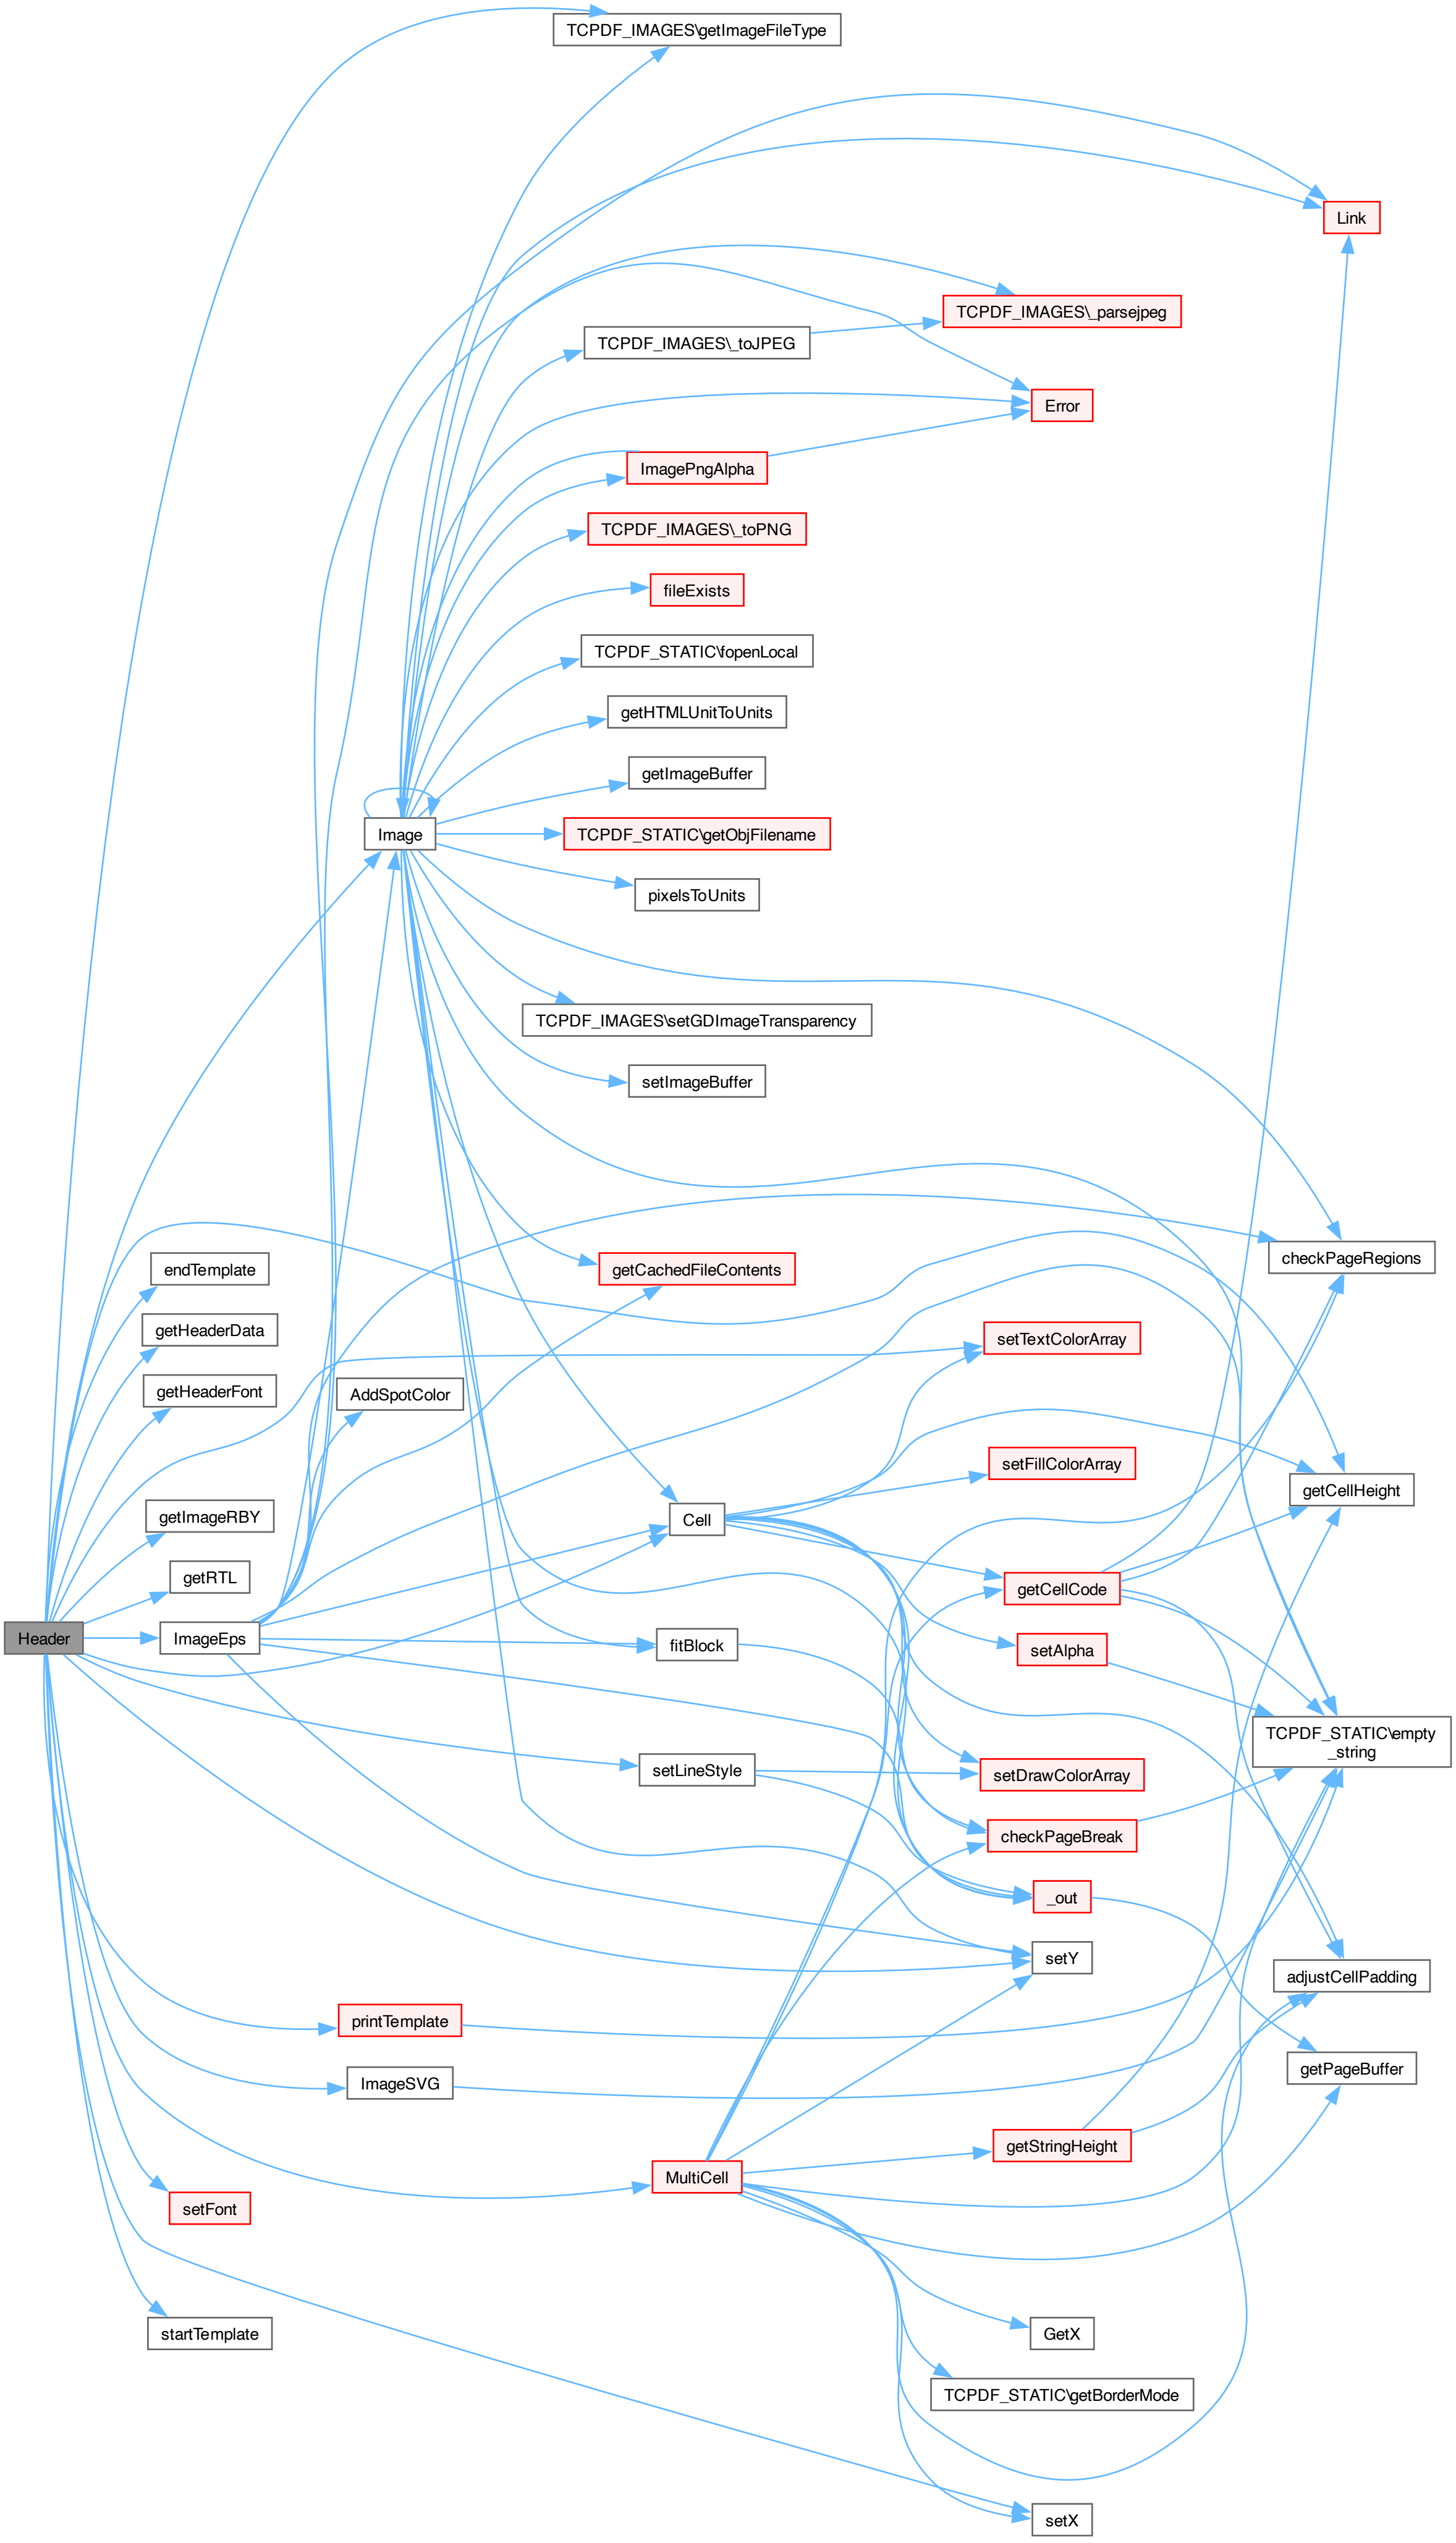 TCPDF_IMAGES\getImageFileType
Link
TCPDF_IMAGES\_parsejpeg
TCPDF_IMAGES\_toJPEG
Error
ImagePngAlpha
TCPDF_IMAGES\_toPNG
fileExists
TCPDF_STATIC\fopenLocal
getHTMLUnitToUnits
getImageBuffer
Image
TCPDF_STATIC\getObjFilename
pixelsToUnits
TCPDF_IMAGES\setGDImageTransparency
setImageBuffer
checkPageRegions
endTemplate
getCachedFileContents
getHeaderData
setTextColorArray
getHeaderFont
AddSpotColor
setFillColorArray
getCellHeight
getImageRBY
Cell
getRTL
getCellCode
Header
ImageEps
fitBlock
setAlpha
TCPDF_STATIC\empty
_string
setLineStyle
setDrawColorArray
checkPageBreak
_out
setY
adjustCellPadding
printTemplate
getPageBuffer
ImageSVG
getStringHeight
MultiCell
setFont
startTemplate
GetX
TCPDF_STATIC\getBorderMode
setX